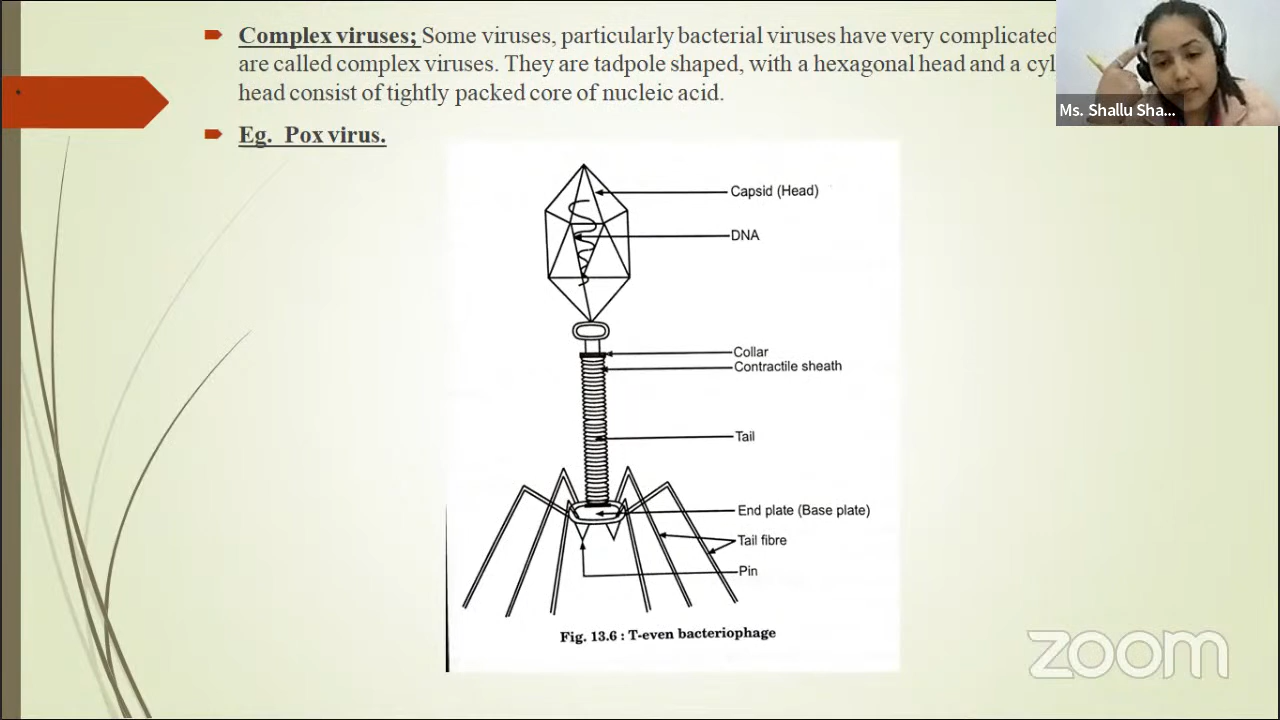 Complex viruses; Some viruses, particularly bacterial viruses have very complicated
are called complex viruses. They are tadpole shaped, with a hexagonal head and a cyl
head consist of tightly packed core of nucleic acid.
Eg. Pox virus.
Ms. Shallu Sha...
Capsid (Head)
DNA
Collar
Contractile sheath
Tail
End plate (Base plate)
Tail fibre
Pin
Fig. 13.6 : T-even bacteriophage
zoom